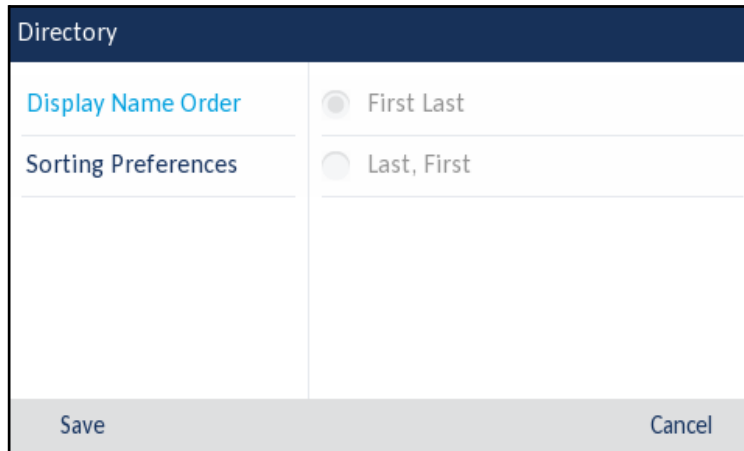 Directory
Display Name Order
First Last
Sorting Preferences
Last, First
Save
Cancel